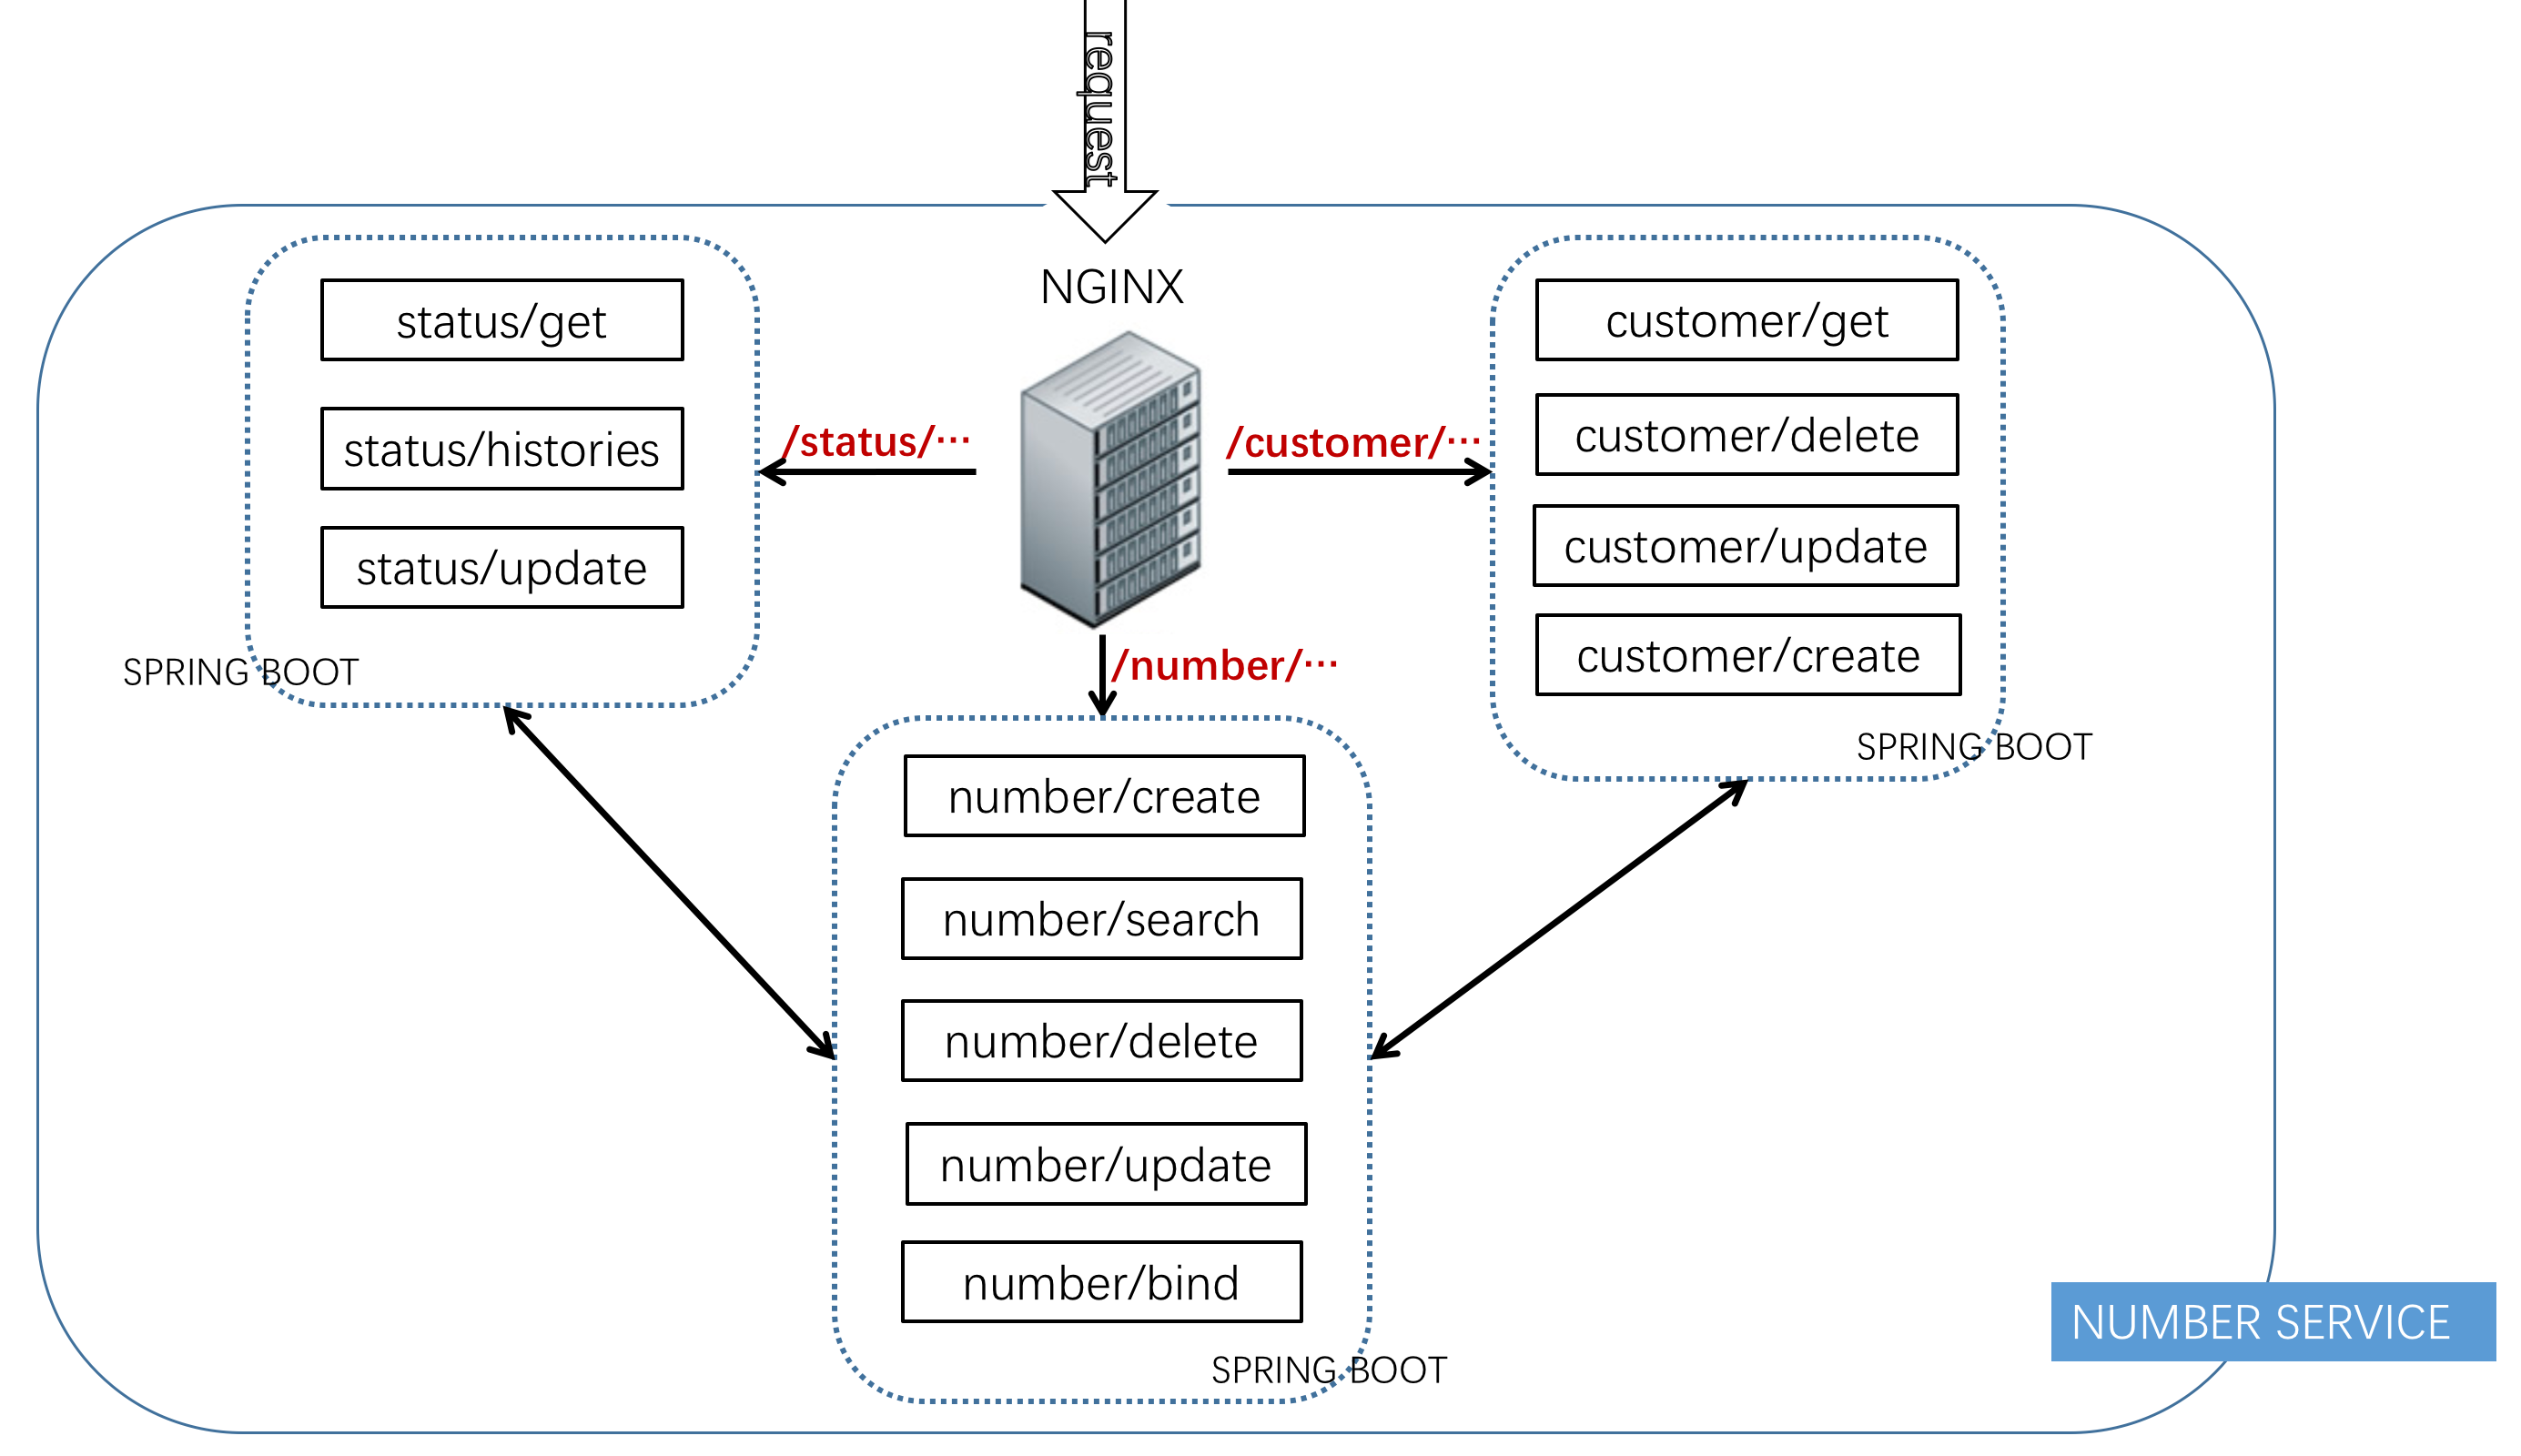 request
NGINX
status/get
status/histories
status/update
SPRING BOOT
/status/···
/customer/···
/number/···
customer/get
customer/delete
customer/update
customer/create
SPRING BOOT
number/create
number/search
number/delete
number/update
number/bind
SPRING BOOT
NUMBER SERVICE